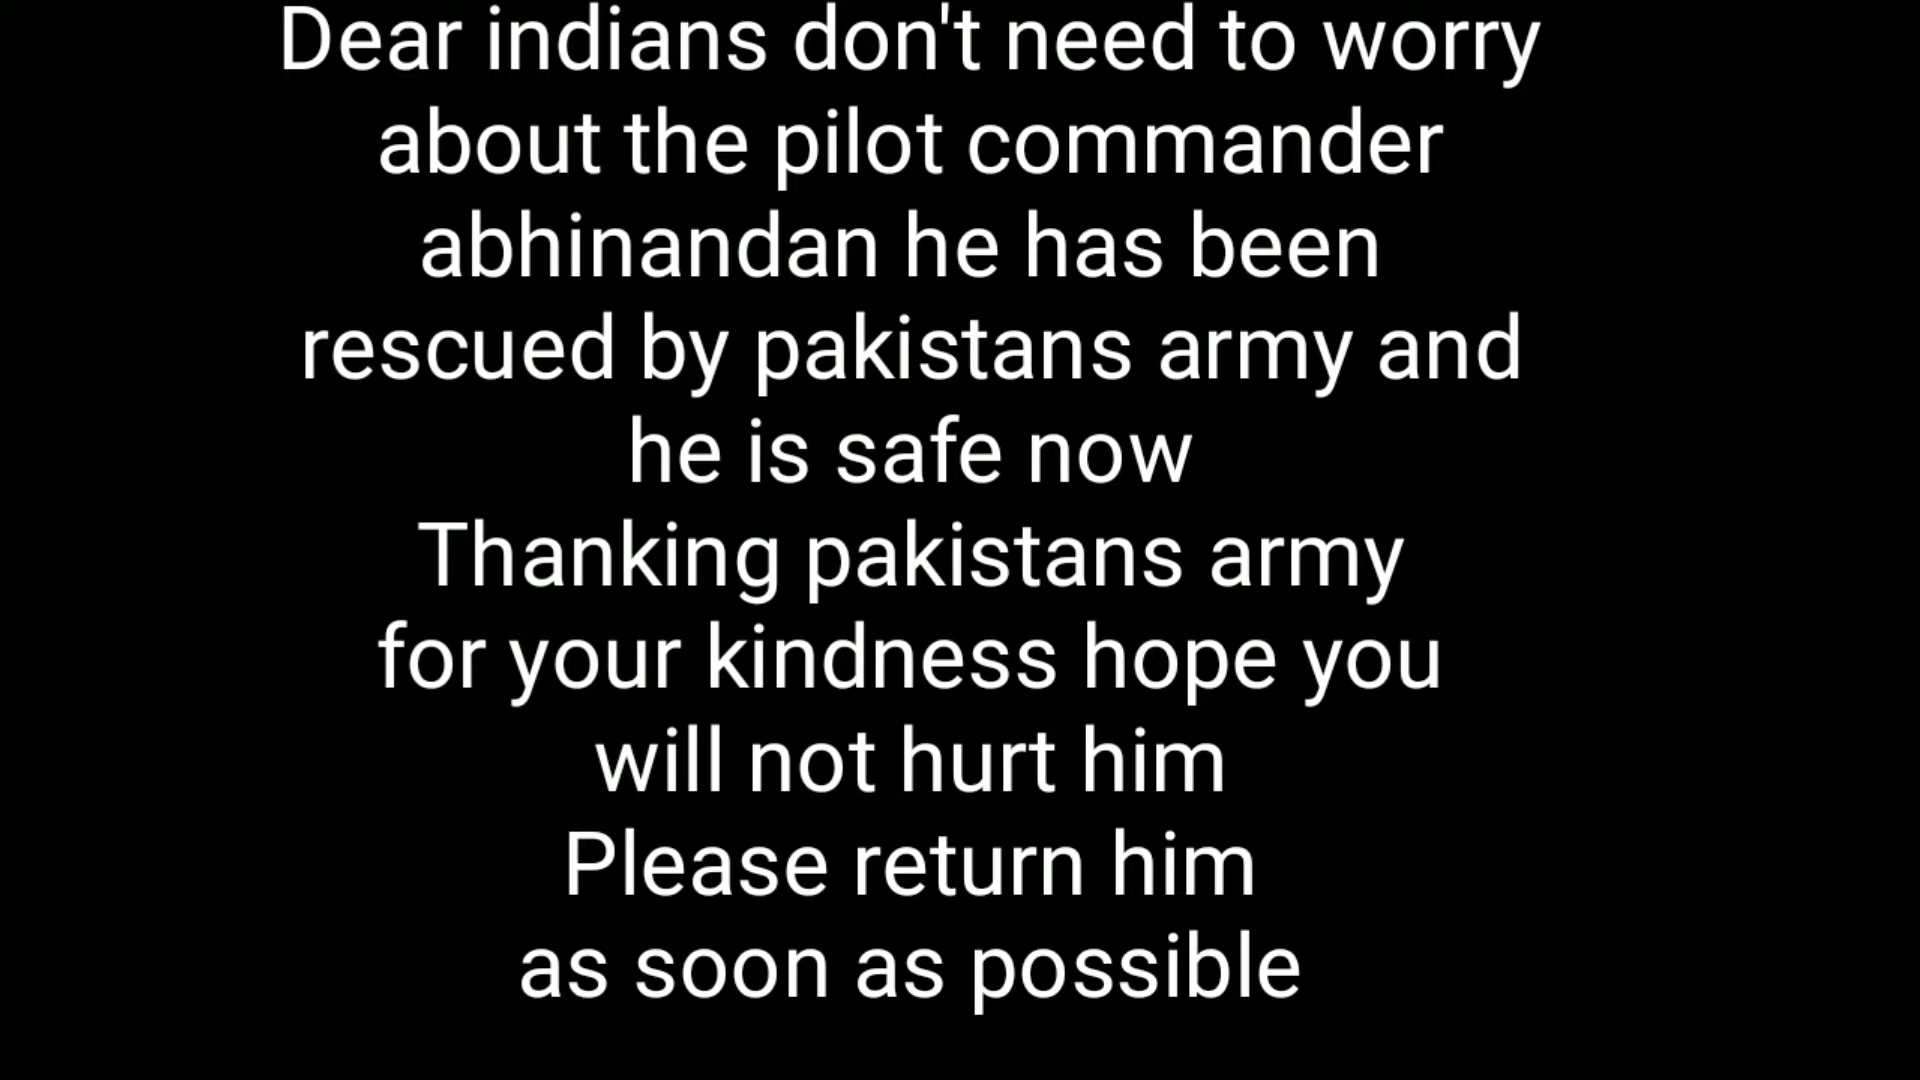 Dear indians don't need to worry
about the pilot commander
abhinandan he has been
rescued by pakistans army and
he is safe now
Thanking pakistans army
for your kindness hope you
will not hurt him
Please return him
as soon as possible